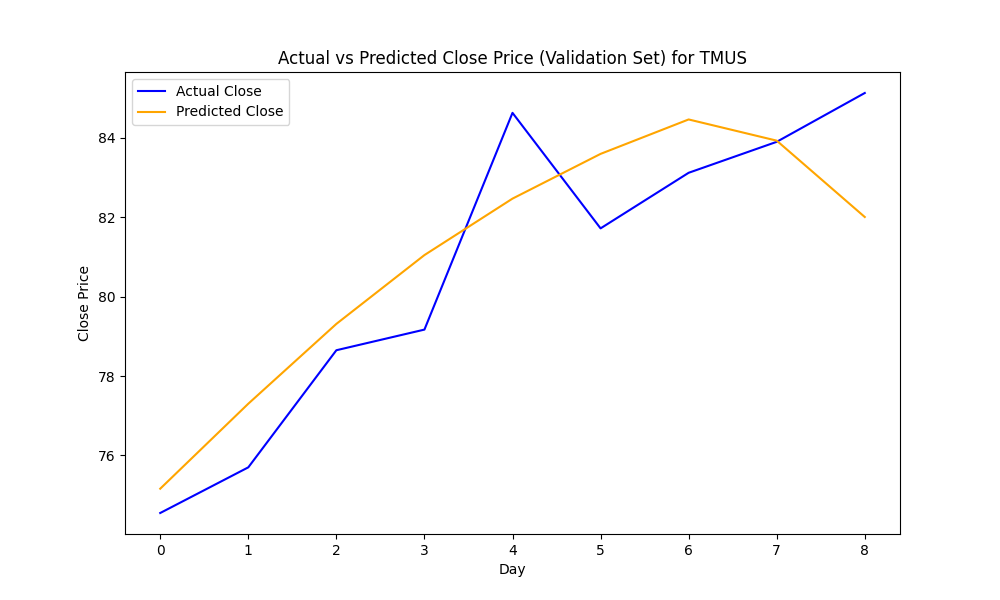 Actual vs Predicted Close Price (Validation Set) for TMUS
Actual Close
Predicted Close
84
82
80
78
76
Close Price
0 1 2 3 4 5 6 7 8
Day